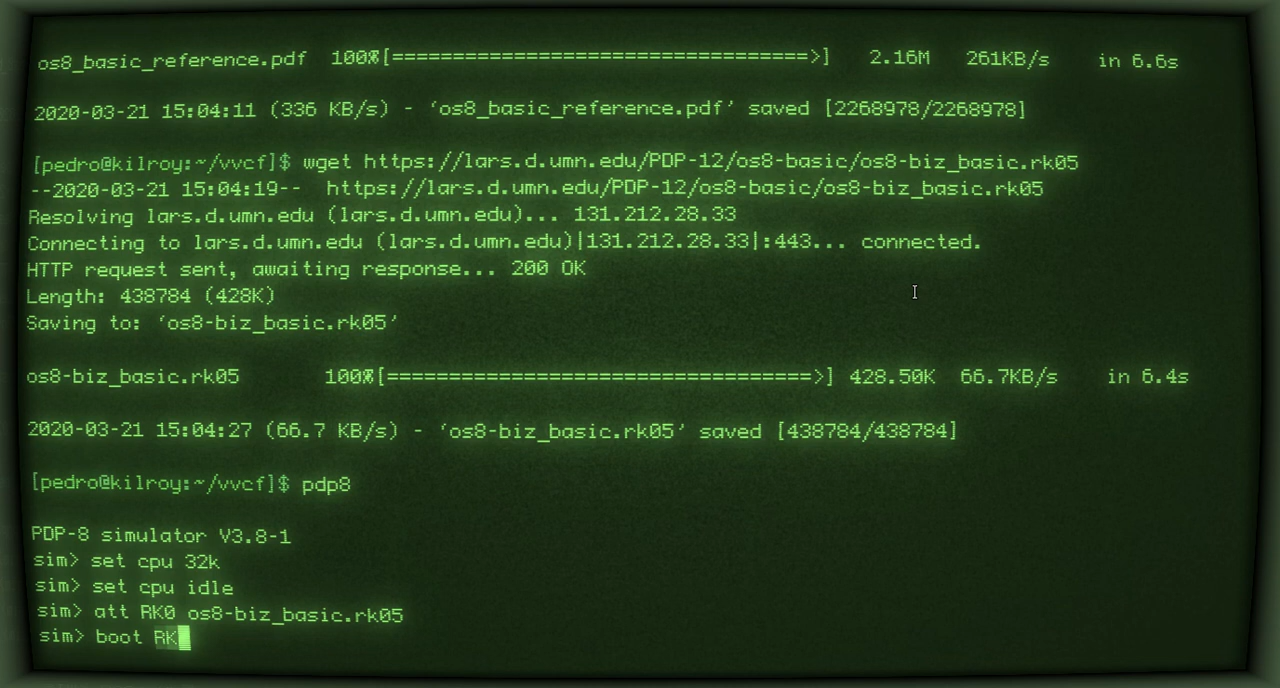 os8_basic_reference.pdf 100%[==================================>] 2.16M 261KB/s in 6.6s
2020-03-21 15:04:11 (336 KB/s) - ‘os8_basic_reference.pdf’ saved [2268978/2268978]
[pedro@kilroy:~/vvcf]$ wget https://lars.d.umn.edu/PDP-12/os8-basic/os8-biz_basic.rk05
--2020-03-21 15:04:19-- https://lars.d.umn.edu/PDP-12/os8-basic/os8-biz_basic.rk05
Resolving lars.d.umn.edu (lars.d.umn.edu)... 131.212.28.33
Connecting to lars.d.umn.edu (lars.d.umn.edu)|131.212.28.33|:443... connected.
HTTP request sent, awaiting response... 200 OK
Length: 438784 (428K)
Saving to: ‘os8-biz_basic.rk05’
os8-biz_basic.rk05 100%[===================================>] 428.50K 66.7KB/s in 6.4s
2020-03-21 15:04:27 (66.7 KB/s) - ‘os8-biz_basic.rk05’ saved [438784/438784]
[pedro@kilroy:~/vvcf]$ pdp8
PDP-8 simulator V3.8-1
sim> set cpu 32k
sim> set cpu idle
sim> att RK0 os8-biz_basic.rk05
sim> boot RK